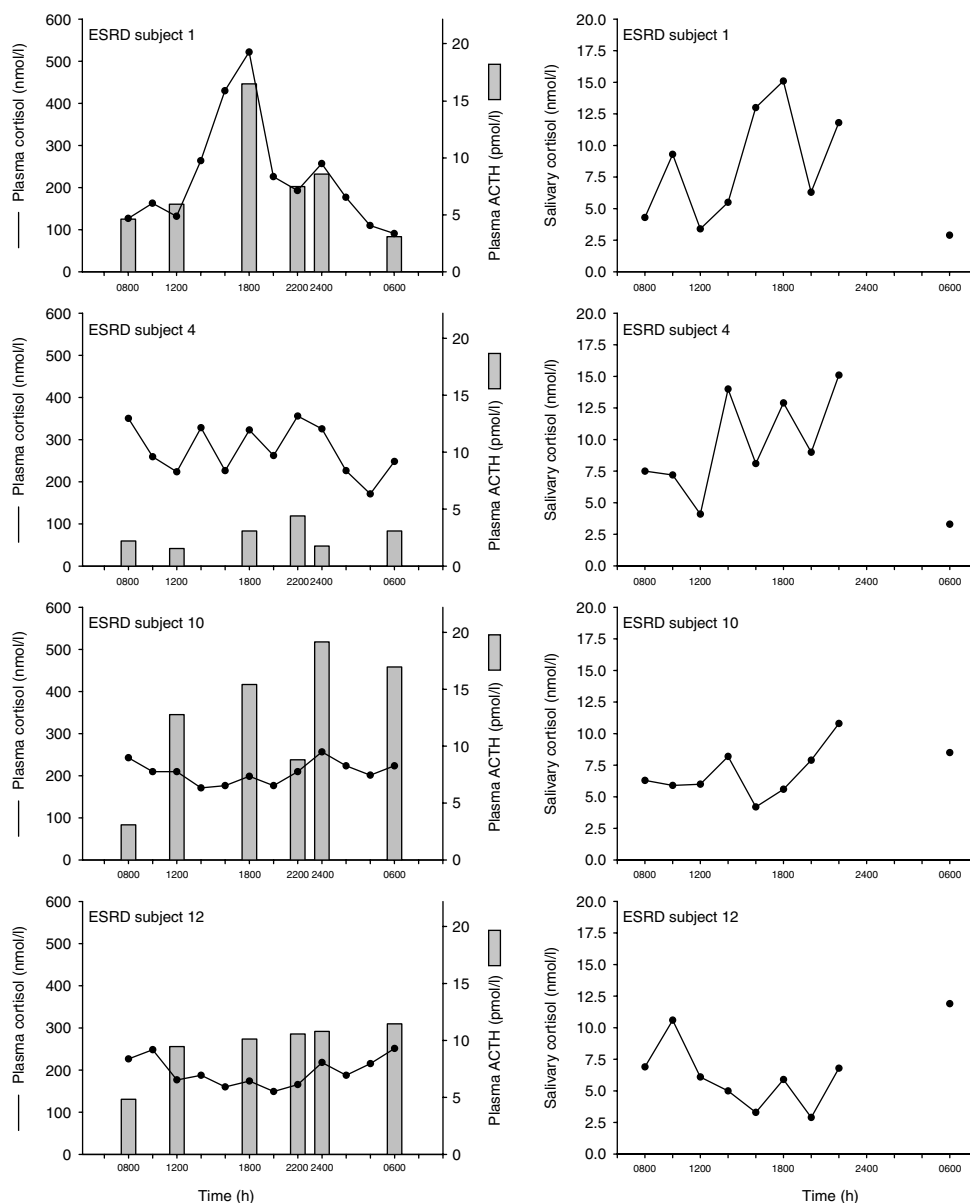 ESRD subject 1
Plasma cortisol (nmol/l)
600
500
400
300
200
100
0
20
15
10
5
0
Plasma ACTH (pmol/l)
0800 1200 1800 2200 2400 0600
ESRD subject 1
Salivary cortisol (nmol/l)
20.0
17.5
15.0
12.5
10.0
7.5
5.0
2.5
0.0
0800 1200 1800 2400 0600
ESRD subject 4
Plasma cortisol (nmol/l)
600
500
400
300
200
100
0
20
15
10
5
0
Plasma ACTH (pmol/l)
0800 1200 1800 2200 2400 0600
ESRD subject 4
Salivary cortisol (nmol/l)
20.0
17.5
15.0
12.5
10.0
7.5
5.0
2.5
0.0
0800 1200 1800 2400 0600
ESRD subject 10
Plasma cortisol (nmol/l)
600
500
400
300
200
100
0
20
15
10
5
0
Plasma ACTH (pmol/l)
0800 1200 1800 2200 2400 0600
ESRD subject 10
Salivary cortisol (nmol/l)
20.0
17.5
15.0
12.5
10.0
7.5
5.0
2.5
0.0
0800 1200 1800 2400 0600
ESRD subject 12
Plasma cortisol (nmol/l)
600
500
400
300
200
100
0
20
15
10
5
0
Plasma ACTH (pmol/l)
0800 1200 1800 2200 2400 0600
Time (h)
ESRD subject 12
Salivary cortisol (nmol/l)
20.0
17.5
15.0
12.5
10.0
7.5
5.0
2.5
0.0
0800 1200 1800 2400 0600
Time (h)